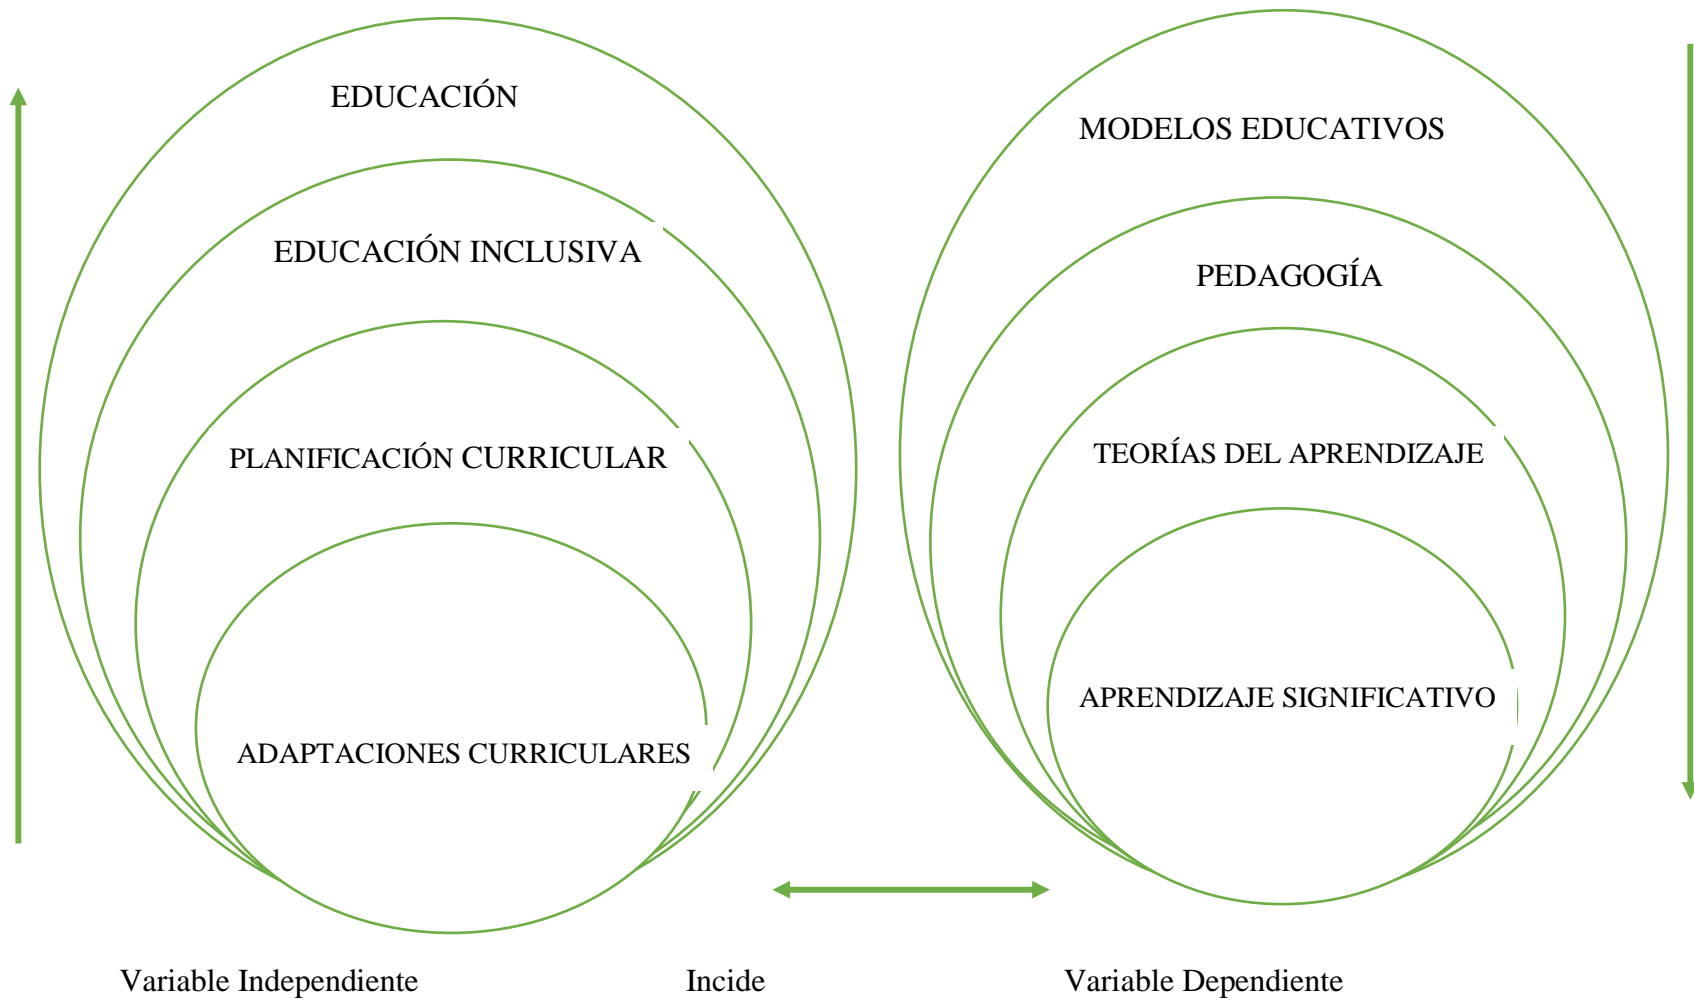 EDUCACIÓN
EDUCACIÓN INCLUSIVA
PLANIFICACIÓN CURRICULAR
ADAPTACIONES CURRICULARES
MODELOS EDUCATIVOS
PEDAGOGÍA
TEORÍAS DEL APRENDIZAJE
APRENDIZAJE SIGNIFICATIVO
Variable Independiente
Incide
Variable Dependiente